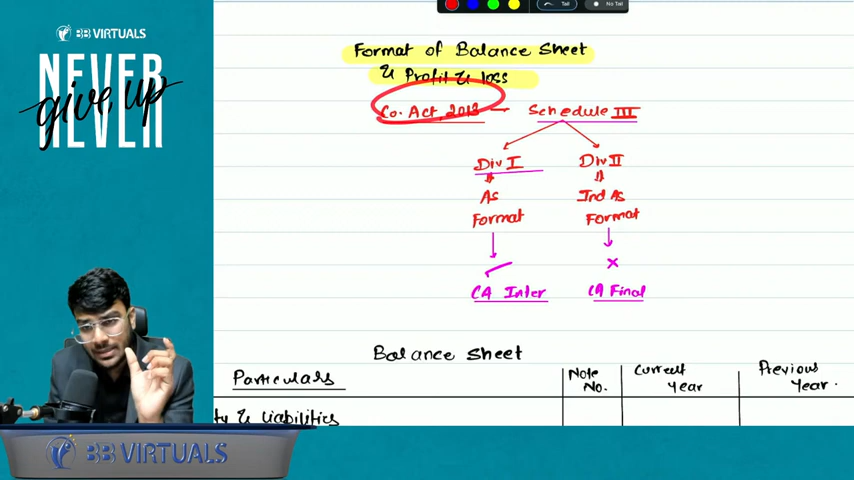 Tail
No Tail
BB VIRTUALS
NEVER
give up
NEVER
Format of Balance Sheet
& Profit & loss
Co. Act, 2013 — Schedule III
Div I Div II
As Ind As
Format Format
CA Inter CA Final
Balance Sheet
Particulars Note No. Current Year Previous Year.
ty & Liabilities
BB VIRTUALS